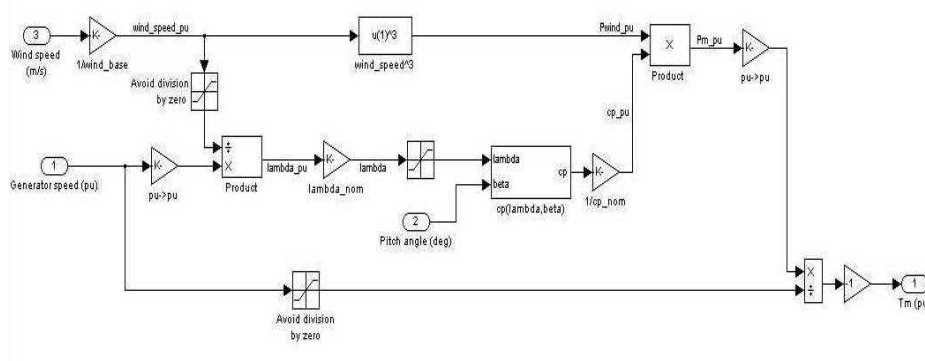 wind_speed_pu
3
K-
Wind speed
(m/s)
1/wind_base
u(1)^3
wind_speed^3
Pwind_pu
X
Product
Pm_pu
K-
pu->pu
Avoid division
by zero
cp_pu
1
Generator speed (pu)
K-
pu->pu
÷
X
Product
lambda_pu
K-
lambda_nom
lambda
lambda
beta
cp
cp(lambda,beta)
K-
1/cp_nom
2
Pitch angle (deg)
Avoid division
by zero
X
÷
-1
1
Tm (pu